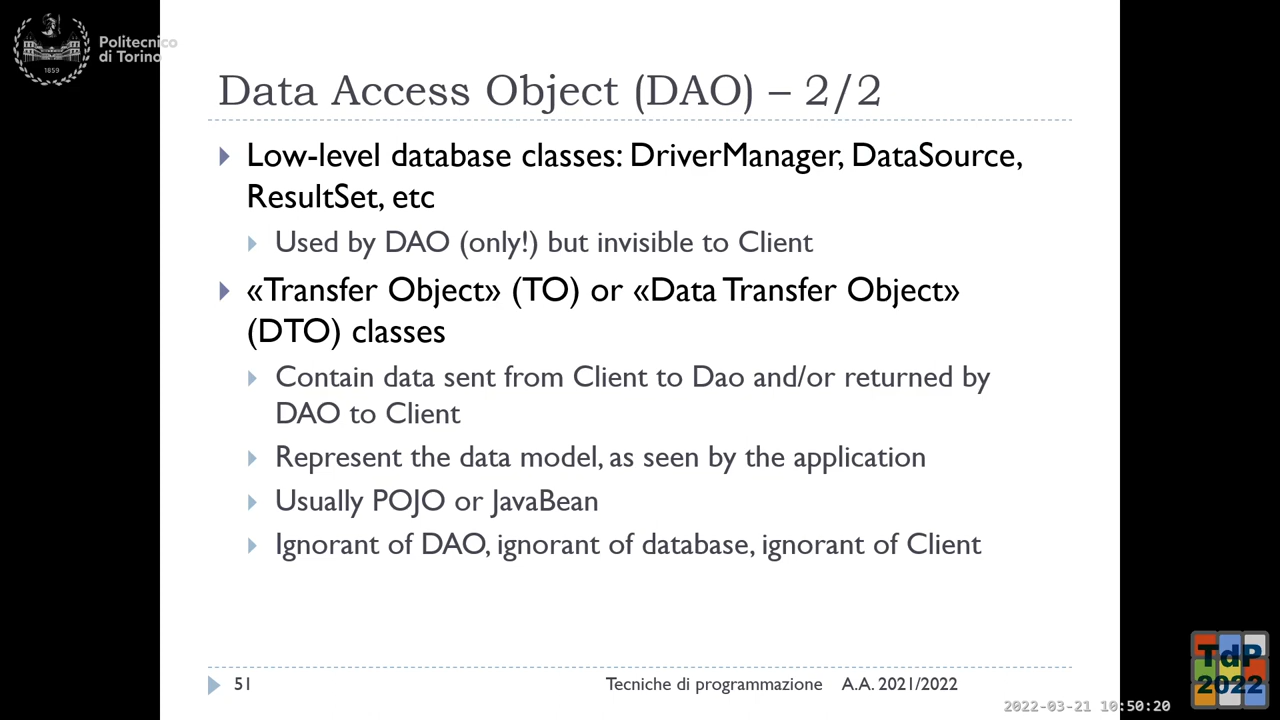 Politecnico
di Torino
1859
Data Access Object (DAO) – 2/2
Low-level database classes: DriverManager, DataSource,
ResultSet, etc
Used by DAO (only!) but invisible to Client
«Transfer Object» (TO) or «Data Transfer Object»
(DTO) classes
Contain data sent from Client to Dao and/or returned by
DAO to Client
Represent the data model, as seen by the application
Usually POJO or JavaBean
Ignorant of DAO, ignorant of database, ignorant of Client
51
Tecniche di programmazione A.A. 2021/2022
TdP
2022
2022-03-21 10:50:20